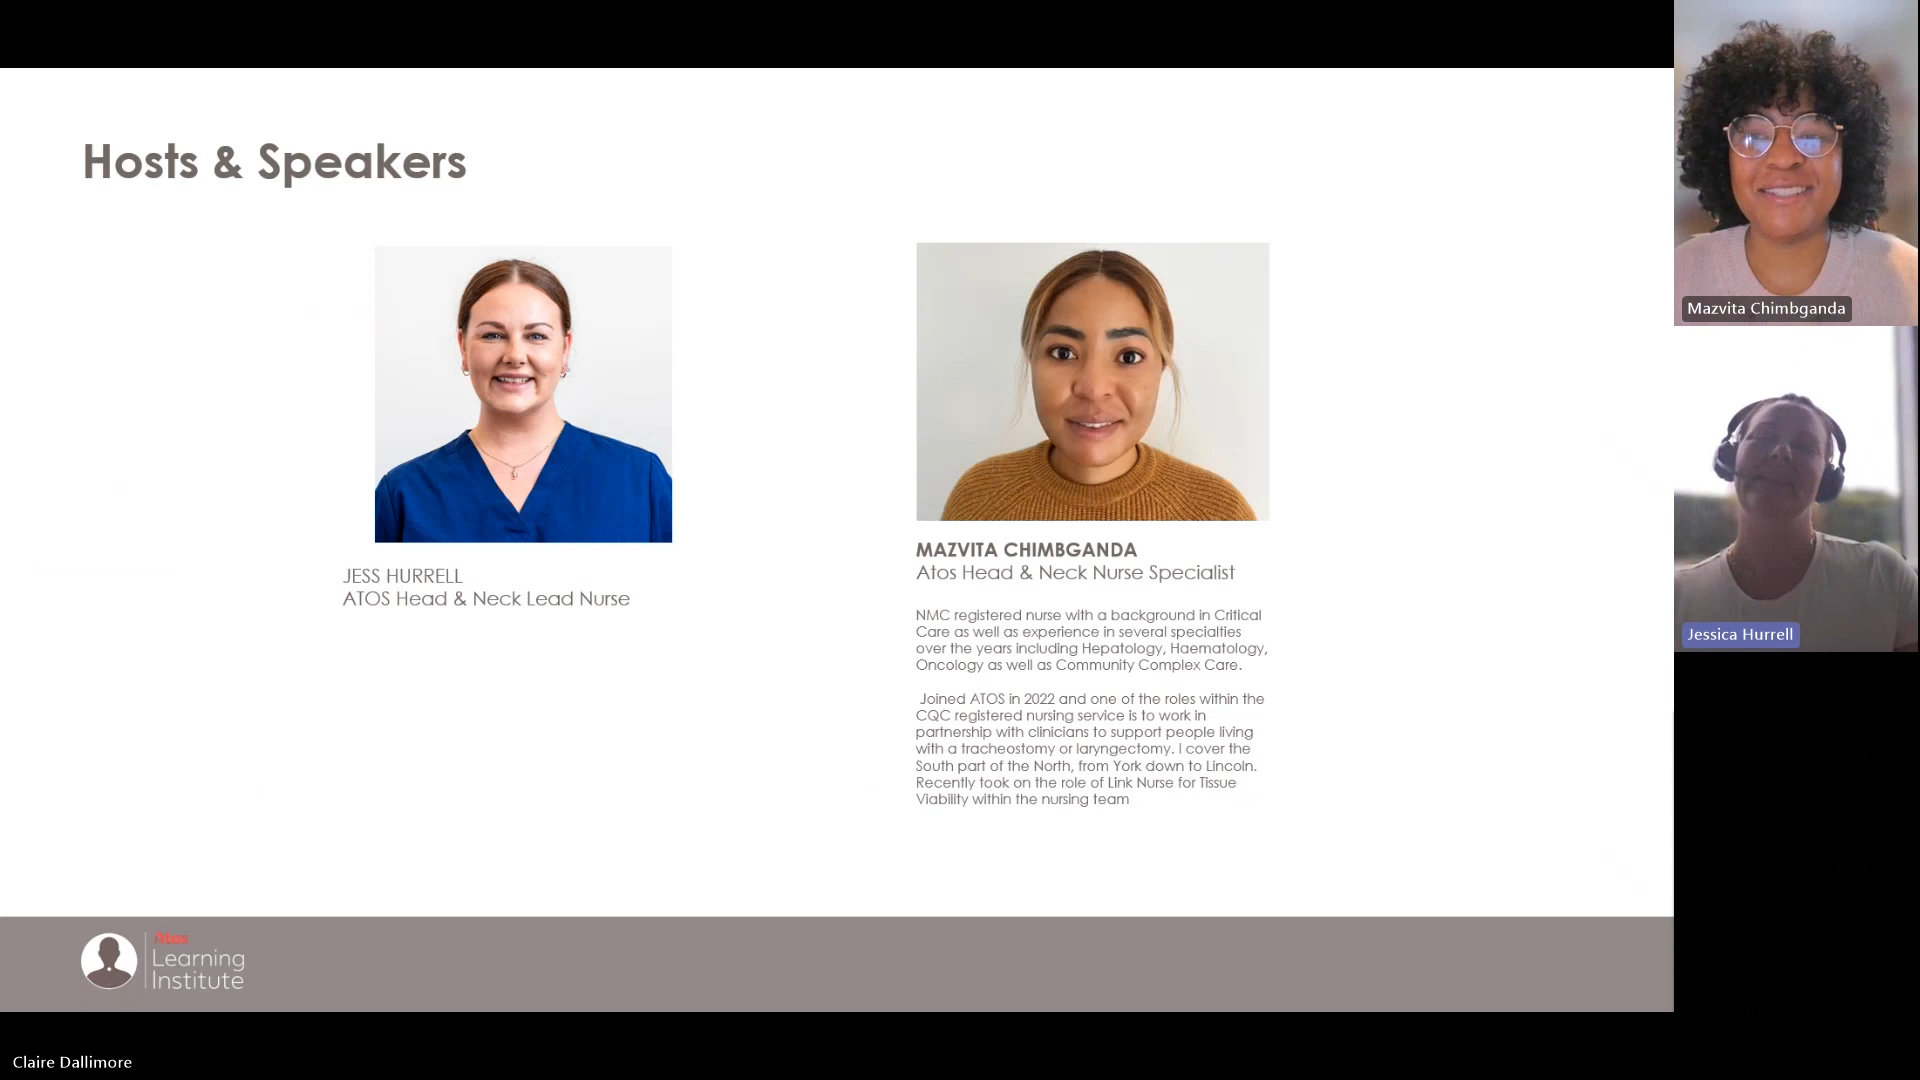 Hosts & Speakers
JESS HURRELL
ATOS Head & Neck Lead Nurse
MAZVITA CHIMBGANDA
Atos Head & Neck Nurse Specialist
NMC registered nurse with a background in Critical
Care as well as experience in several specialties
over the years including Hepatology, Haematology,
Oncology as well as Community Complex Care.
Joined ATOS in 2022 and one of the roles within the
CQC registered nursing service is to work in
partnership with clinicians to support people living
with a tracheostomy or laryngectomy. I cover the
South part of the North, from York down to Lincoln.
Recently took on the role of Link Nurse for Tissue
Viability within the nursing team
Atos
Learning
Institute
Mazvita Chimbganda
Jessica Hurrell
Claire Dallimore